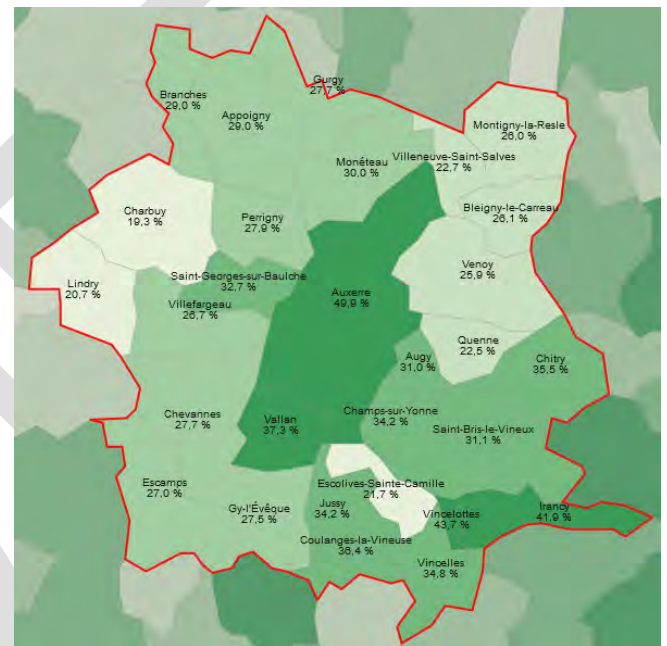 Gurgy
27,7 %
Branches
29,0 %
Appoigny
29,0 %
Montigny-la-Resle
26,0 %
Monéteau
30,0 %
Villeneuve-Saint-Salves
22,7 %
Charbuy
19,3 %
Perrigny
27,9 %
Bleigny-le-Carreau
26,1 %
Venoy
25,9 %
Lindry
20,7 %
Saint-Georges-sur-Baulche
32,7 %
Villefargeau
26,7 %
Auxerre
49,9 %
Quenne
22,5 %
Augy
31,0 %
Chitry
35,5 %
Chevannes
27,7 %
Vallan
37,3 %
Champs-sur-Yonne
34,2 %
Saint-Bris-le-Vineux
31,1 %
Escamps
27,0 %
Gy-l'Évêque
27,5 %
Escolives-Sainte-Camille
21,7 %
Jussy
34,2 %
Vincelottes
43,7 %
Irancy
41,9 %
Coulanges-la-Vineuse
36,4 %
Vincelles
34,8 %